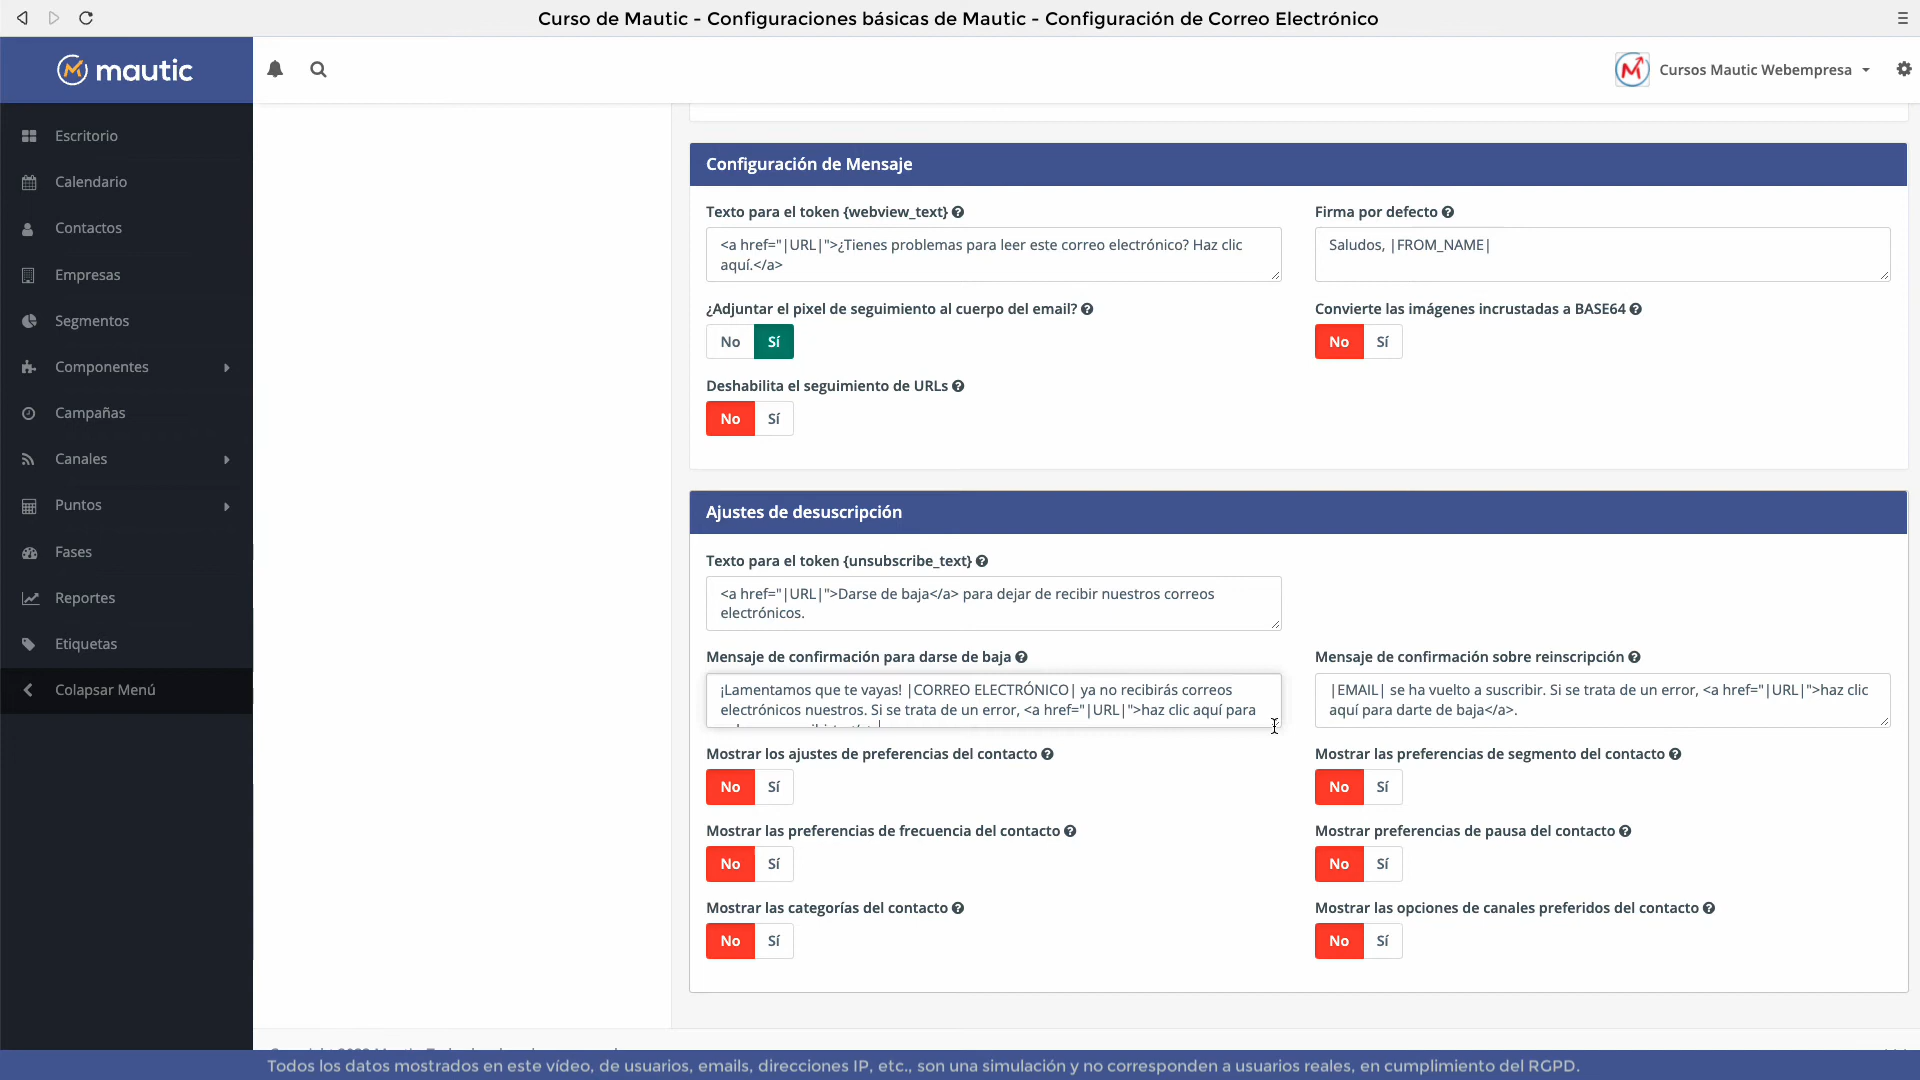 Curso de Mautic - Configuraciones básicas de Mautic - Configuración de Correo Electrónico
mautic
Cursos Mautic Webempresa
Escritorio
Calendario
Contactos
Empresas
Segmentos
Componentes
Campañas
Canales
Puntos
Fases
Reportes
Etiquetas
Colapsar Menú
Configuración de Mensaje
Texto para el token {webview_text}
Firma por defecto
<a href="|URL|">¿Tienes problemas para leer este correo electrónico? Haz clic
aquí.</a>
Saludos, |FROM_NAME|
¿Adjuntar el pixel de seguimiento al cuerpo del email?
Convierte las imágenes incrustadas a BASE64
No Sí
No Sí
Deshabilita el seguimiento de URLs
No Sí
Ajustes de desuscripción
Texto para el token {unsubscribe_text}
<a href="|URL|">Darse de baja</a> para dejar de recibir nuestros correos
electrónicos.
Mensaje de confirmación para darse de baja
Mensaje de confirmación sobre reinscripción
¡Lamentamos que te vayas! |CORREO ELECTRÓNICO| ya no recibirás correos
electrónicos nuestros. Si se trata de un error, <a href="|URL|">haz clic aquí para
|EMAIL| se ha vuelto a suscribir. Si se trata de un error, <a href="|URL|">haz clic
aquí para darte de baja</a>.
Mostrar los ajustes de preferencias del contacto
Mostrar las preferencias de segmento del contacto
No Sí
No Sí
Mostrar las preferencias de frecuencia del contacto
Mostrar preferencias de pausa del contacto
No Sí
No Sí
Mostrar las categorías del contacto
Mostrar las opciones de canales preferidos del contacto
No Sí
No Sí
Todos los datos mostrados en este vídeo, de usuarios, emails, direcciones IP, etc., son una simulación y no corresponden a usuarios reales, en cumplimiento del RGPD.